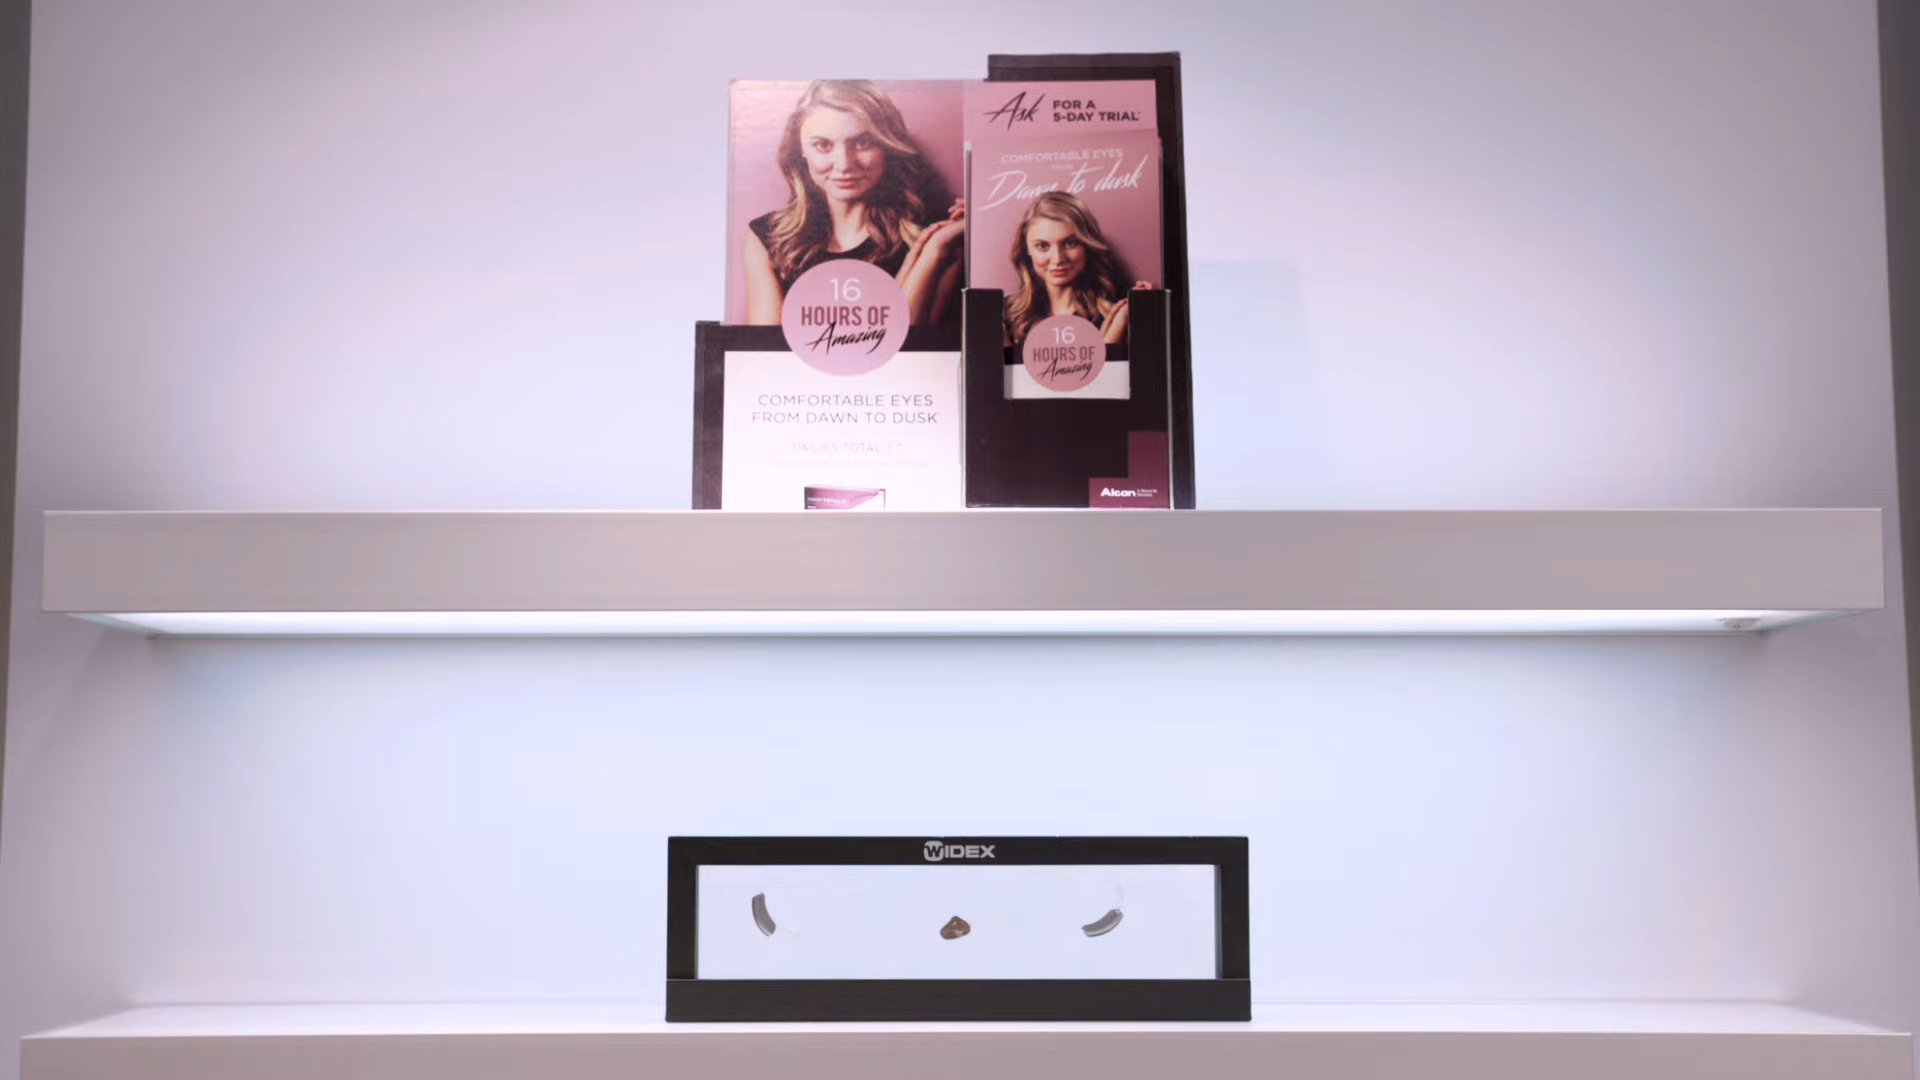 Ask FOR A
5-DAY TRIAL
COMFORTABLE EYES
Dawn to dusk
16
HOURS OF
Amazing
16
HOURS OF
Amazing
COMFORTABLE EYES
FROM DAWN TO DUSK
DAILIES TOTAL 1
Alcon
WIDEX